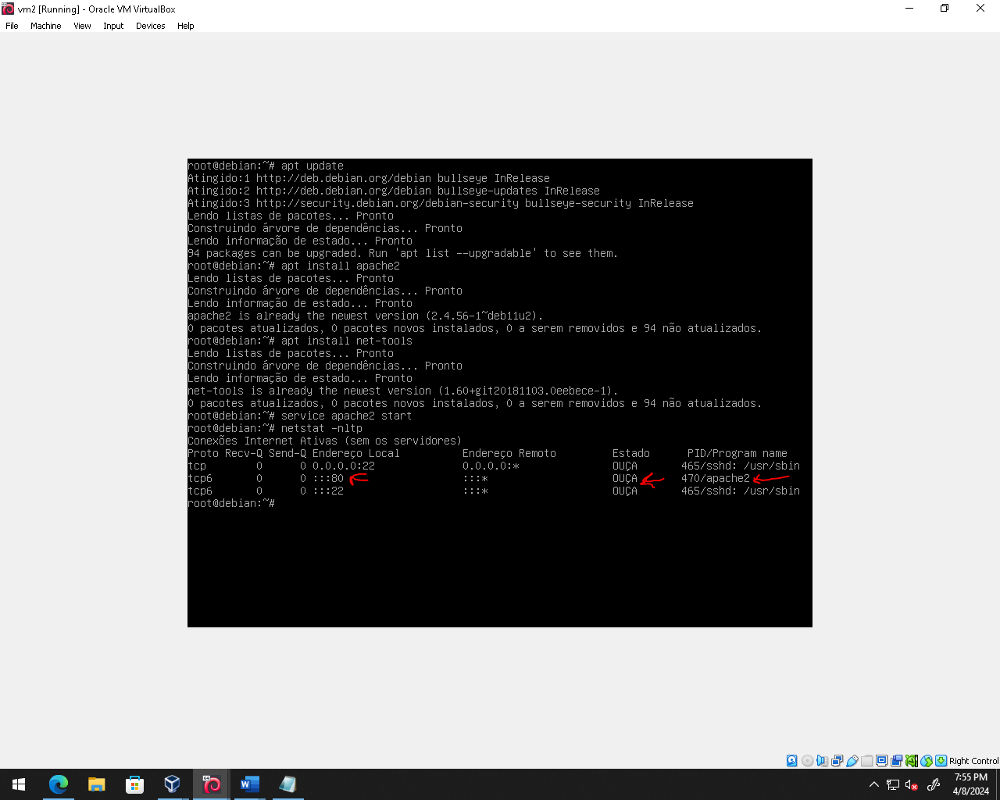 vm2 [Running] - Oracle VM VirtualBox
File Machine View Input Devices Help
root@debian:~# apt update
Atingido:1 http://deb.debian.org/debian bullseye InRelease
Atingido:2 http://deb.debian.org/debian bullseye-updates InRelease
Atingido:3 http://security.debian.org/debian-security bullseye-security InRelease
Lendo listas de pacotes... Pronto
Construindo árvore de dependências... Pronto
Lendo informação de estado... Pronto
94 packages can be upgraded. Run 'apt list --upgradable' to see them.
root@debian:~# apt install apache2
Lendo listas de pacotes... Pronto
Construindo árvore de dependências... Pronto
Lendo informação de estado... Pronto
apache2 is already the newest version (2.4.56-1~deb11u2).
0 pacotes atualizados, 0 pacotes novos instalados, 0 a serem removidos e 94 não atualizados.
root@debian:~# apt install net-tools
Lendo listas de pacotes... Pronto
Construindo árvore de dependências... Pronto
Lendo informação de estado... Pronto
net-tools is already the newest version (1.60+git20181103.0eebece-1).
0 pacotes atualizados, 0 pacotes novos instalados, 0 a serem removidos e 94 não atualizados.
root@debian:~# service apache2 start
root@debian:~# netstat -nltp
Conexões Internet Ativas (sem os servidores)
Proto Recv-Q Send-Q Endereço Local Endereço Remoto Estado PID/Program name
tcp 0 0 0.0.0.0:22 0.0.0.0:* OUÇA 465/sshd: /usr/sbin
tcp6 0 0 :::80 :::* OUÇA 470/apache2
tcp6 0 0 :::22 :::* OUÇA 465/sshd: /usr/sbin
root@debian:~#
Right Control
7:55 PM
4/8/2024